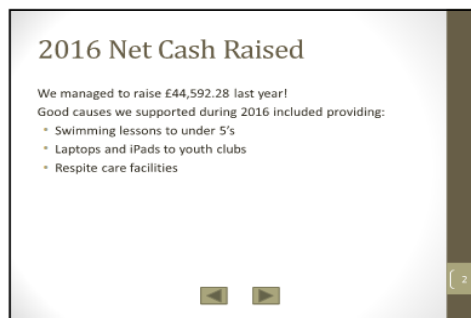 2016 Net Cash Raised
We managed to raise £44,592.28 last year!
Good causes we supported during 2016 included providing:
• Swimming lessons to under 5's
• Laptops and iPads to youth clubs
• Respite care facilities
2